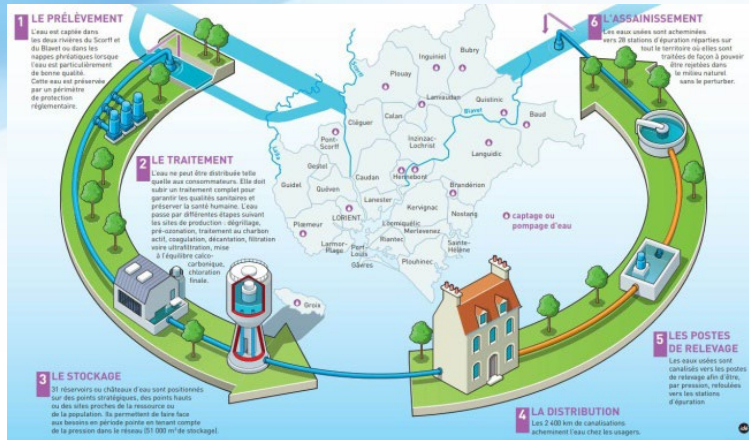 1 LE PRÉLÈVEMENT
L'eau est captée dans
les deux rivières du Scorff et
du Blavet ou dans les
nappes phréatiques lorsque
l'eau est particulièrement
de bonne qualité.
Cette eau est préservée
par un périmètre
de protection
réglementaire.
2 LE TRAITEMENT
L'eau ne peut être distribuée telle
quelle aux consommateurs. Elle doit
subir un traitement complet pour
garantir les qualités sanitaires et
préserver la santé humaine. L'eau
passe par différentes étapes suivant
les sites de production : dégrillage,
pré-ozonation, traitement au charbon
actif, coagulation, décantation, filtration
voire ultrafiltration, mise
à l'équilibre calco-
carbonique,
chloration
finale.
3 LE STOCKAGE
31 réservoirs ou châteaux d'eau sont positionnés
sur des points stratégiques, des points hauts
ou des sites proches de la ressource ou
de la population. Ils permettent de faire face
aux besoins en période pointe en tenant compte
de la pression dans le réseau (51 000 m³ de stockage).
4 LA DISTRIBUTION
Les 2 400 km de canalisations
acheminent l'eau chez les usagers.
5 LES POSTES
DE RELEVAGE
Les eaux usées sont
canalisés vers les postes
de relevage afin d'être,
par pression, refoulées
vers les stations
d'épuration
6 L'ASSAINISSEMENT
Les eaux usées sont acheminées
vers 28 stations d'épuration réparties sur
tout le territoire où elles sont
traitées de façon à pouvoir
être rejetées dans
le milieu naturel
sans le perturber.
Bubry
Inguiniel
Plouay
Lanvaudan
Quistinic
Scorff
Blavet
Baud
Calan
Cléguer
Inzinzac-
Lochrist
Pont-
Scorff
Languidic
Laïta
Gestel
Caudan
Hennebont
Guidel
Quéven
Brandérion
Lanester
Kervignac
Nostang
LORIENT
Locmiquélic
Merlevenez
Ploemeur
Riantec
Larmor-
Plage
Port-
Louis
Sainte-
Hélène
Gâvres
Plouhinec
Groix
captage ou
pompage d'eau